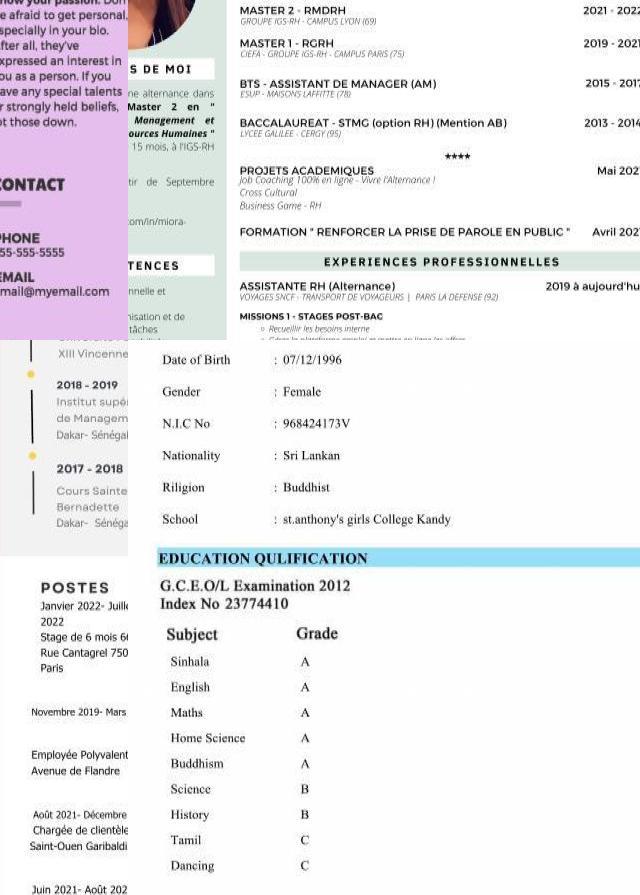 now your passion. Don
e afraid to get personal,
specially in your bio.
fter all, they've
xpressed an interest in
ou as a person. If you
ave any special talents
r strongly held beliefs,
ot those down.
CONTACT
PHONE
55-555-5555
EMAIL
mail@myemail.com
S DE MOI
ne alternance dans
Master 2 en "
Management et
ources Humaines "
15 mois, à l'IGS-RH
tir de Septembre
om/in/miora-
TENCES
nnelle et
nisation et de
tâches
MASTER 2 - RMDRH 2021 - 2022
GROUPE IGS-RH - CAMPUS LYON (69)
MASTER 1 - RGRH 2019 - 2021
CIEFA - GROUPE IGS-RH - CAMPUS PARIS (75)
BTS - ASSISTANT DE MANAGER (AM) 2015 - 2017
ESUP - MAISONS LAFFITTE (78)
BACCALAUREAT - STMG (option RH) (Mention AB) 2013 - 2014
LYCEE GALILEE - CERGY (95)
****
PROJETS ACADEMIQUES Mai 202
Job Coaching 100% en ligne - Vivre l'Alternance !
Cross Cultural
Business Game - RH
FORMATION " RENFORCER LA PRISE DE PAROLE EN PUBLIC " Avril 202
EXPERIENCES PROFESSIONNELLES
ASSISTANTE RH (Alternance) 2019 à aujourd'hu
VOYAGES SNCF - TRANSPORT DE VOYAGEURS | PARIS LA DEFENSE (92)
MISSIONS 1 - STAGES POST-BAC
Recueillir les besoins interne
XIII Vincenne
2018 - 2019
Institut supé
de Managem
Dakar- Sénégal
2017 - 2018
Cours Sainte
Bernadette
Dakar- Sénéga
POSTES
Janvier 2022- Juille
2022
Stage de 6 mois 6
Rue Cantagrel 750
Paris
Novembre 2019- Mars
Employée Polyvalent
Avenue de Flandre
Août 2021- Décembre
Chargée de clientèle
Saint-Ouen Garibaldi
Juin 2021- Août 202
Date of Birth : 07/12/1996
Gender : Female
N.I.C No : 968424173V
Nationality : Sri Lankan
Riligion : Buddhist
School : st.anthony's girls College Kandy
EDUCATION QULIFICATION
G.C.E.O/L Examination 2012
Index No 23774410
Subject Grade
Sinhala A
English A
Maths A
Home Science A
Buddhism A
Science B
History B
Tamil C
Dancing C